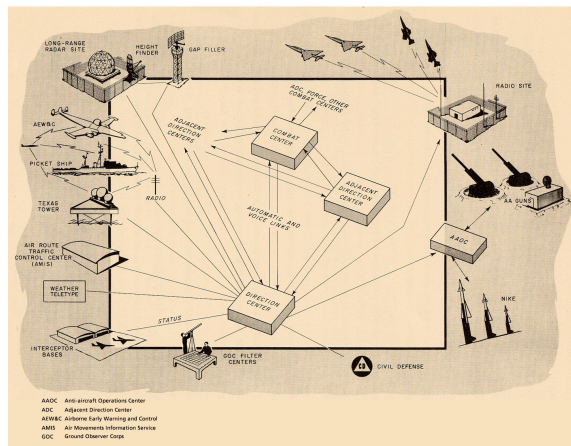 LONG-RANGE
RADAR SITE
HEIGHT
FINDER
GAP FILLER
ADC, FORCE, OTHER
COMBAT CENTERS
RADIO SITE
AEW&C
ADJACENT
DIRECTION
CENTERS
COMBAT
CENTER
PICKET SHIP
ADJACENT
DIRECTION
CENTER
RADIO
TEXAS
TOWER
AA GUNS
AUTOMATIC AND
VOICE LINKS
AAOC
AIR ROUTE
TRAFFIC
CONTROL CENTER
(AMIS)
WEATHER
TELETYPE
DIRECTION
CENTER
NIKE
STATUS
INTERCEPTOR
BASES
GOC FILTER
CENTERS
CD
CIVIL DEFENSE
AAOC Anti-aircraft Operations Center
ADC Adjacent Direction Center
AEW&C Airborne Early Warning and Control
AMIS Air Movements Information Service
GOC Ground Observer Corps